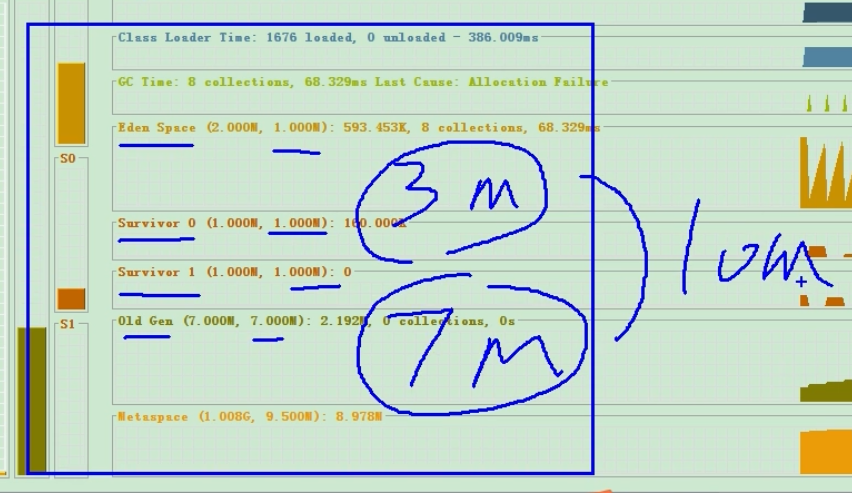 Class Loader Time: 1676 loaded, 0 unloaded - 386.009ms
GC Time: 8 collections, 68.329ms Last Cause: Allocation Failure
Eden Space (2.000M, 1.000M): 593.453K, 8 collections, 68.329ms
S0
3 M
Survivor 0 (1.000M, 1.000M): 160.000K
10M
Survivor 1 (1.000M, 1.000M): 0
S1
Old Gen (7.000M, 7.000M): 2.192M, 0 collections, 0s
7 M
Metaspace (1.008G, 9.500M): 8.978M